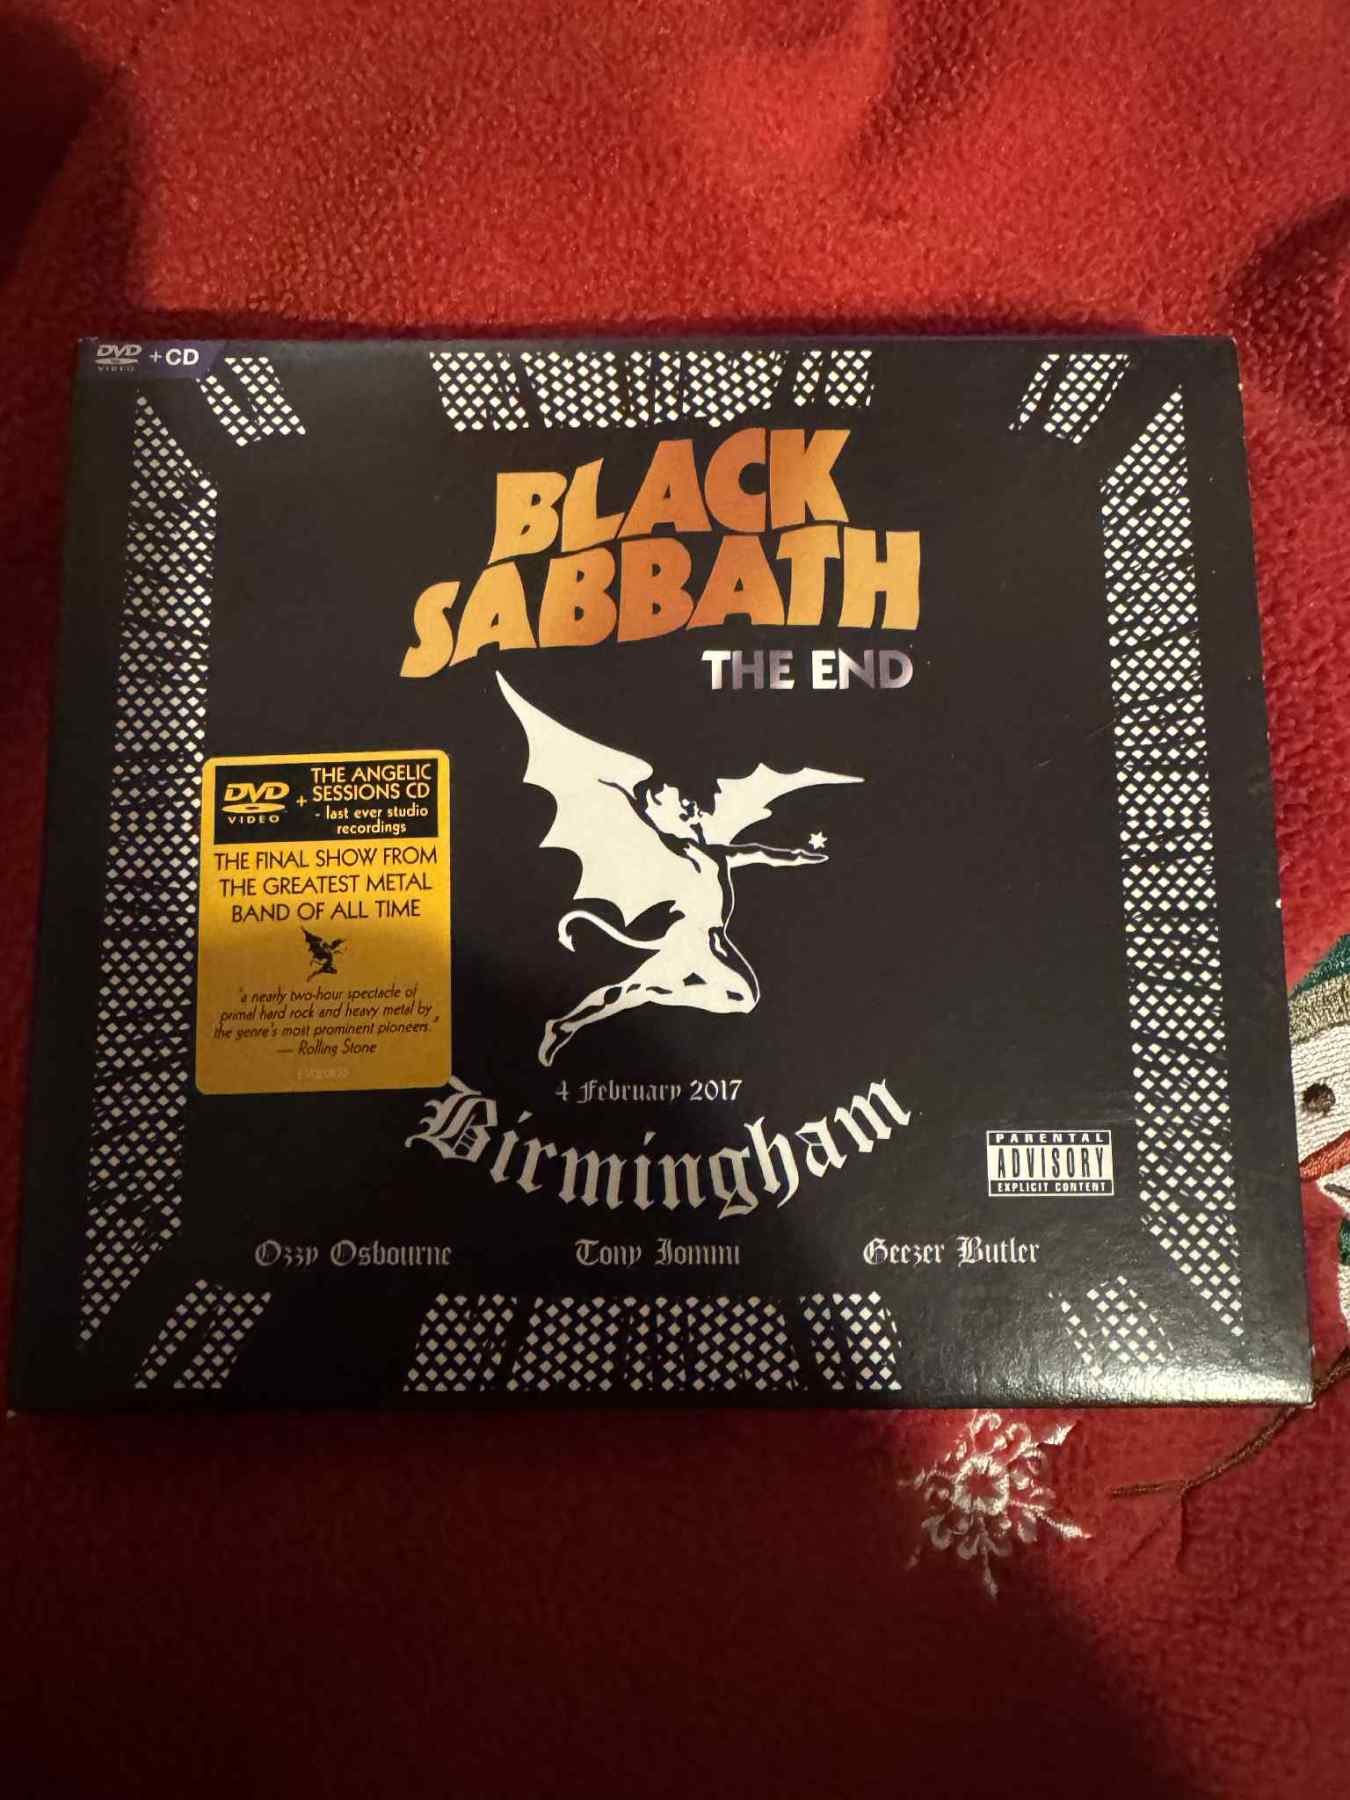 DVD VIDEO +CD
BLACK
SABBATH
THE END
DVD VIDEO + THE ANGELIC
SESSIONS CD
- last ever studio
recordings
THE FINAL SHOW FROM
THE GREATEST METAL
BAND OF ALL TIME
"a nearly two-hour spectacle of
primal hard rock and heavy metal by
the genre's most prominent pioneers."
— Rolling Stone
4 February 2017
Birmingham
PARENTAL
ADVISORY
EXPLICIT CONTENT
Ozzy Osbourne Tony Iommi Geezer Butler